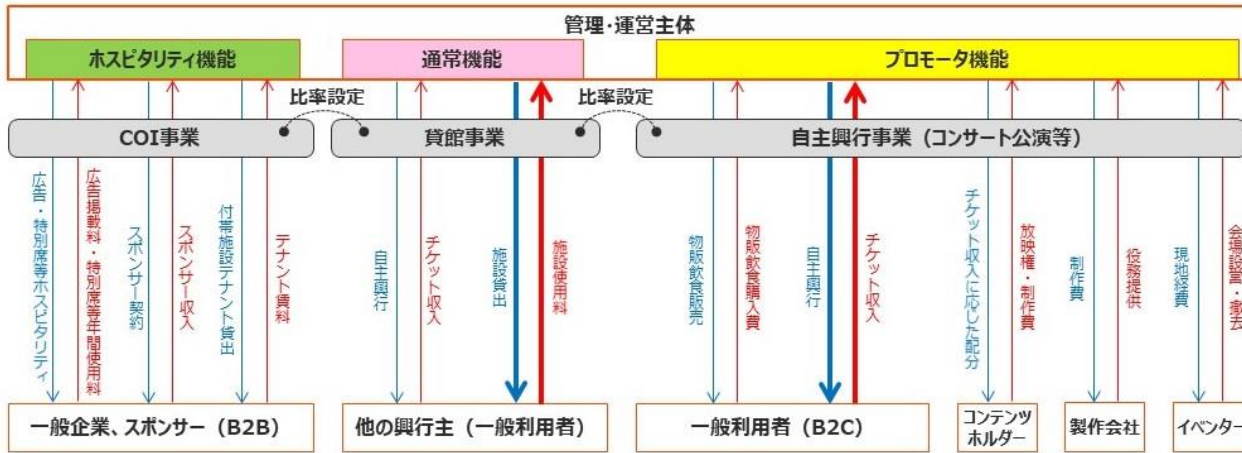 管理・運営主体
ホスピタリティ機能
通常機能
プロモータ機能
比率設定
比率設定
COI事業
貸館事業
自主興行事業（コンサート公演等）
広告・特別席等ホスピタリティ
広告掲載料・特別席等年間使用料
スポンサー契約
スポンサー収入
付帯施設テナント貸出
テナント賃料
自主興行
チケット収入
施設貸出
施設使用料
物販飲食販売
物販飲食購入費
自主興行
チケット収入
チケット収入に応じた配分
放映権・制作費
制作費
役務提供
現地経費
会場設営・撤去
一般企業、スポンサー（B2B）
他の興行主（一般利用者）
一般利用者（B2C）
コンテンツ
ホルダー
製作会社
イベンター